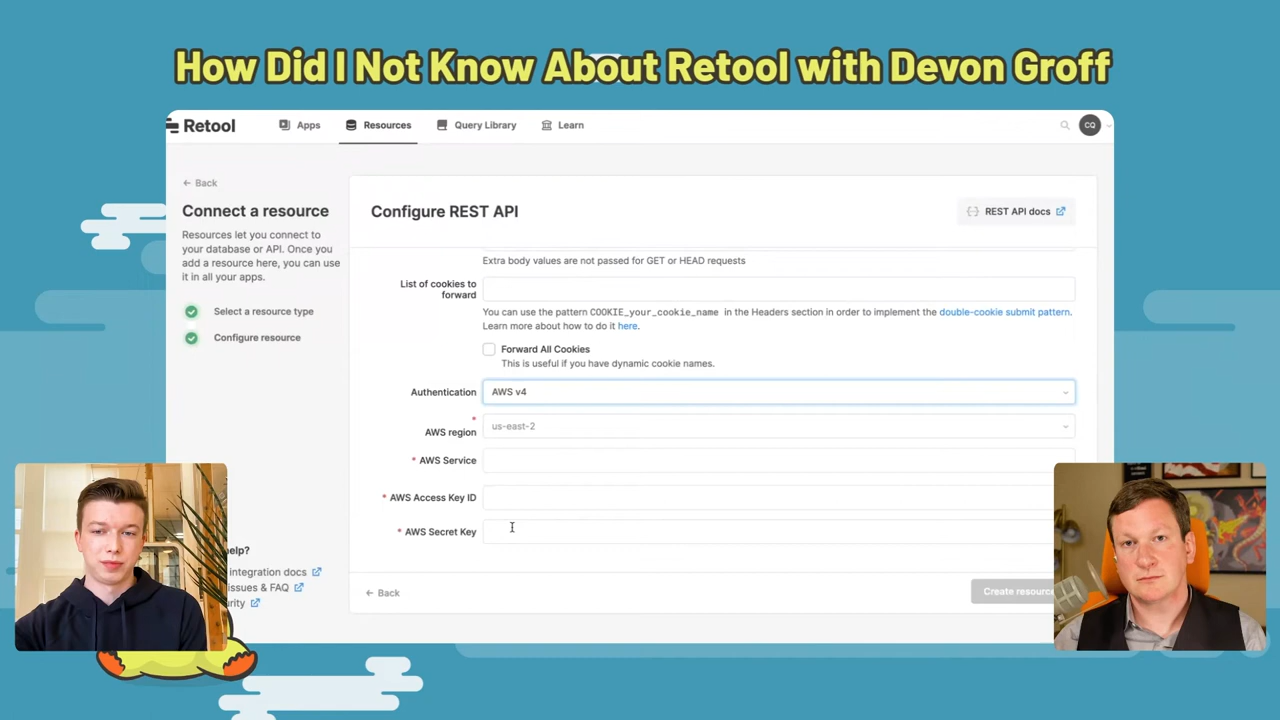 How Did I Not Know About Retool with Devon Groff
Retool
Apps
Resources
Query Library
Learn
CQ
← Back
Connect a resource
Resources let you connect to
your database or API. Once you
add a resource here, you can use
it in all your apps.
Select a resource type
Configure resource
Configure REST API
REST API docs
Extra body values are not passed for GET or HEAD requests
List of cookies to
forward
You can use the pattern COOKIE_your_cookie_name in the Headers section in order to implement the double-cookie submit pattern.
Learn more about how to do it here.
Forward All Cookies
This is useful if you have dynamic cookie names.
Authentication
AWS v4
*
AWS region
us-east-2
* AWS Service
* AWS Access Key ID
* AWS Secret Key
help?
integration docs
issues & FAQ
← Back
Create resource